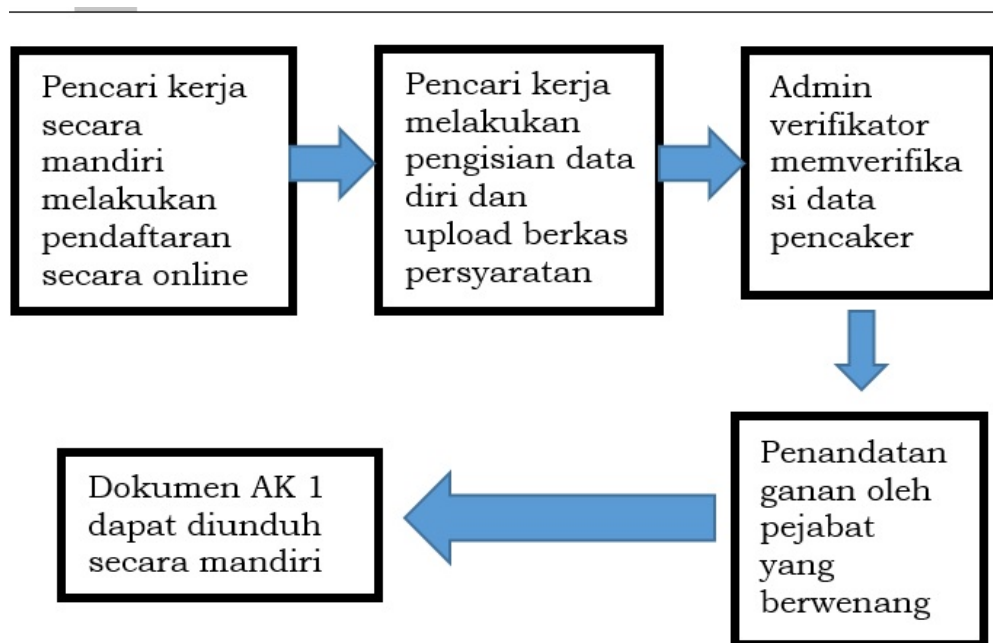 Pencari kerja
secara
mandiri
melakukan
pendaftaran
secara online
Pencari kerja
melakukan
pengisian data
diri dan
upload berkas
persyaratan
Admin
verifikator
memverifika
si data
pencaker
Penandatan
ganan oleh
pejabat
yang
berwenang
Dokumen AK 1
dapat diunduh
secara mandiri